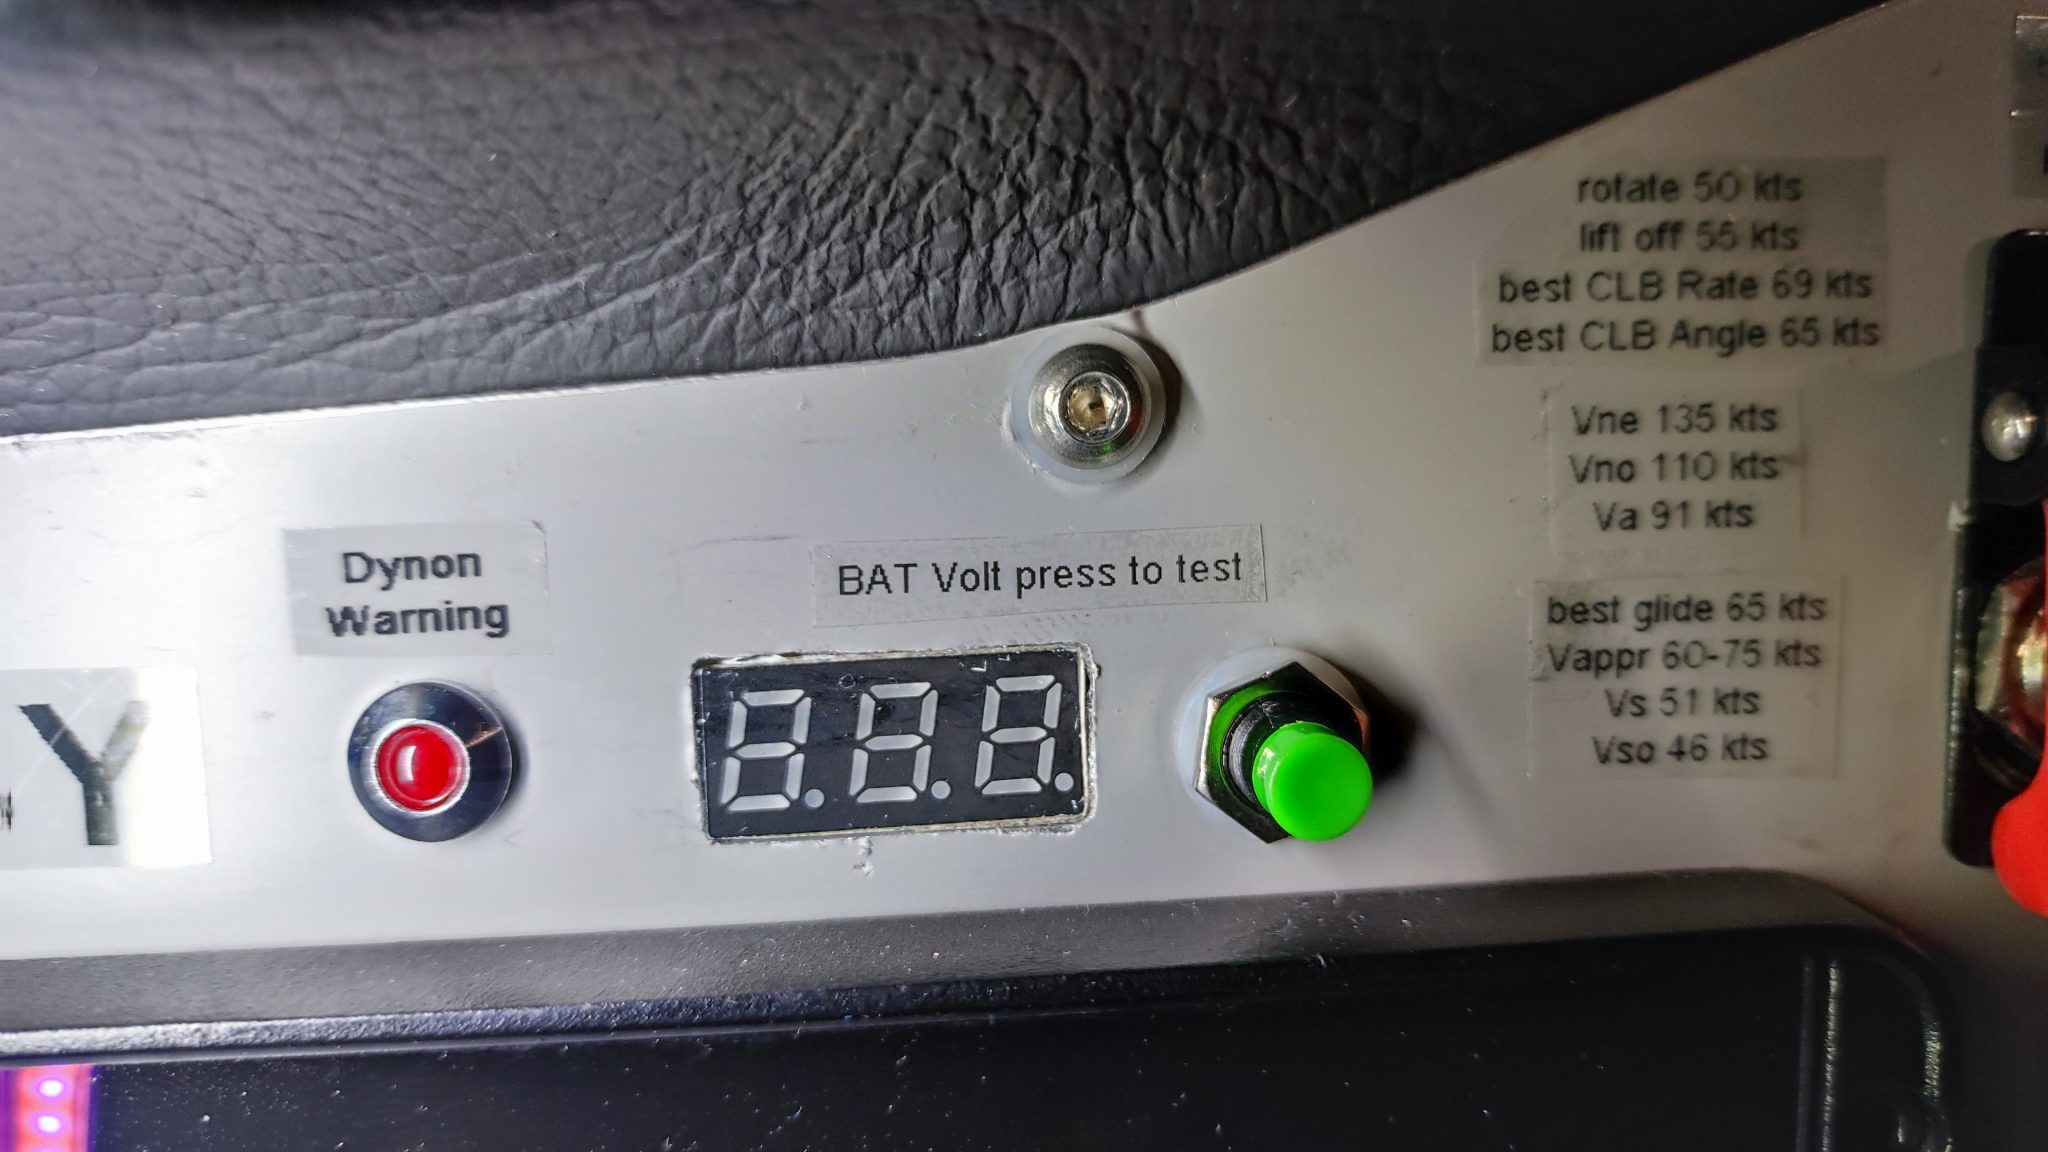 rotate 50 kts
lift off 55 kts
best CLB Rate 69 kts
best CLB Angle 65 kts
Vne 135 kts
Vno 110 kts
Va 91 kts
best glide 65 kts
Vappr 60-75 kts
Vs 51 kts
Vso 46 kts
Dynon
Warning
BAT Volt press to test
Y